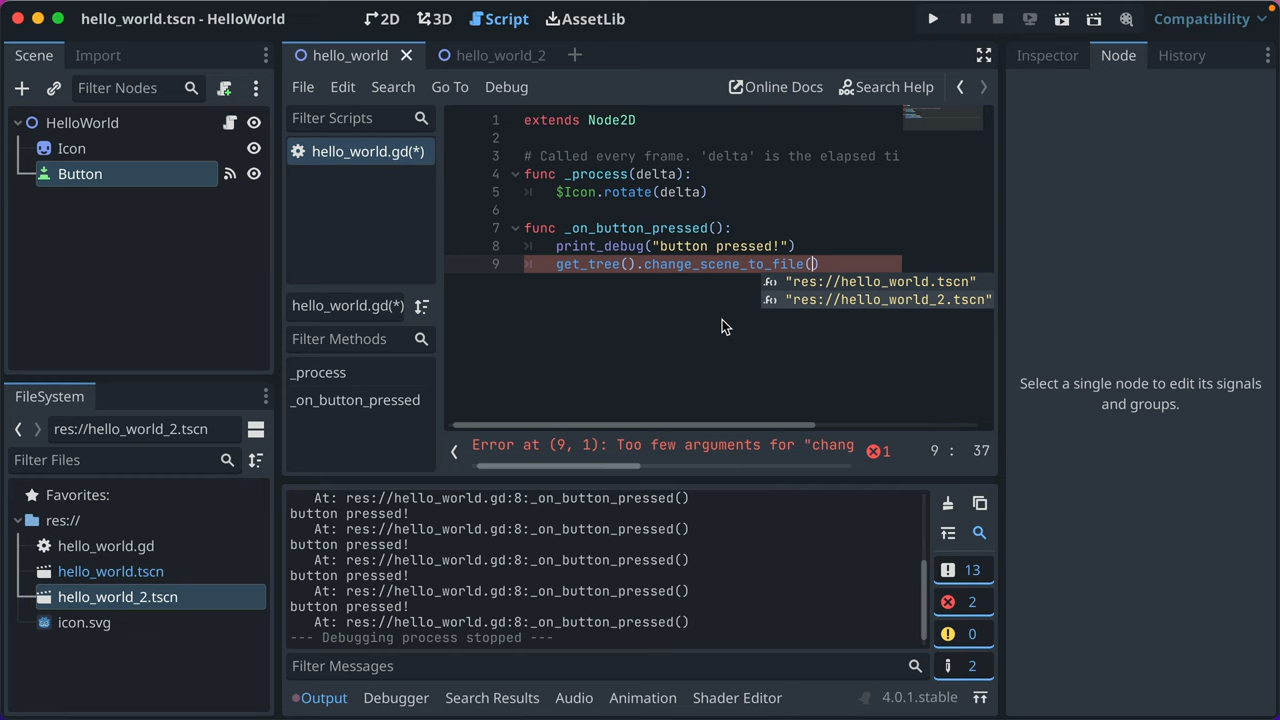 hello_world.tscn - HelloWorld
2D
3D
Script
AssetLib
Compatibility
Scene
Import
Filter Nodes
HelloWorld
Icon
Button
FileSystem
res://hello_world_2.tscn
Filter Files
Favorites:
res://
hello_world.gd
hello_world.tscn
hello_world_2.tscn
icon.svg
hello_world
hello_world_2
File
Edit
Search
Go To
Debug
Online Docs
Search Help
Filter Scripts
hello_world.gd(*)
hello_world.gd(*)
Filter Methods
_process
_on_button_pressed
1 extends Node2D
2
3 # Called every frame. 'delta' is the elapsed ti
4 func _process(delta):
5 $Icon.rotate(delta)
6
7 func _on_button_pressed():
8 print_debug("button pressed!")
9 get_tree().change_scene_to_file()
"res://hello_world.tscn"
"res://hello_world_2.tscn"
Error at (9, 1): Too few arguments for "chang
1
9 : 37
At: res://hello_world.gd:8:_on_button_pressed()
button pressed!
At: res://hello_world.gd:8:_on_button_pressed()
button pressed!
At: res://hello_world.gd:8:_on_button_pressed()
button pressed!
At: res://hello_world.gd:8:_on_button_pressed()
button pressed!
At: res://hello_world.gd:8:_on_button_pressed()
--- Debugging process stopped ---
13
2
0
2
Filter Messages
Output
Debugger
Search Results
Audio
Animation
Shader Editor
4.0.1.stable
Inspector
Node
History
Select a single node to edit its signals
and groups.